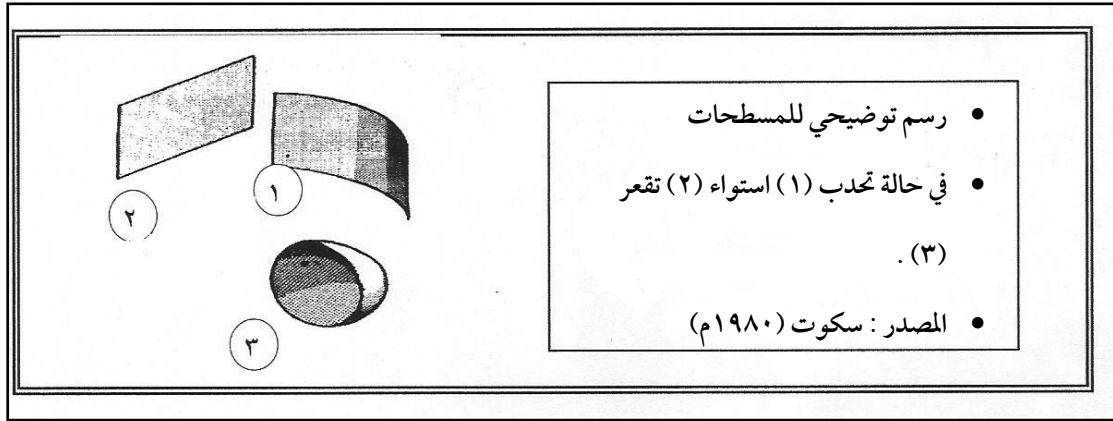 • رسم توضيحي للمسطحات
• في حالة تحدب (١) استواء (٢) تقعر
(٣) .
• المصدر : سكوت (١٩٨٠م)
١
٢
٣